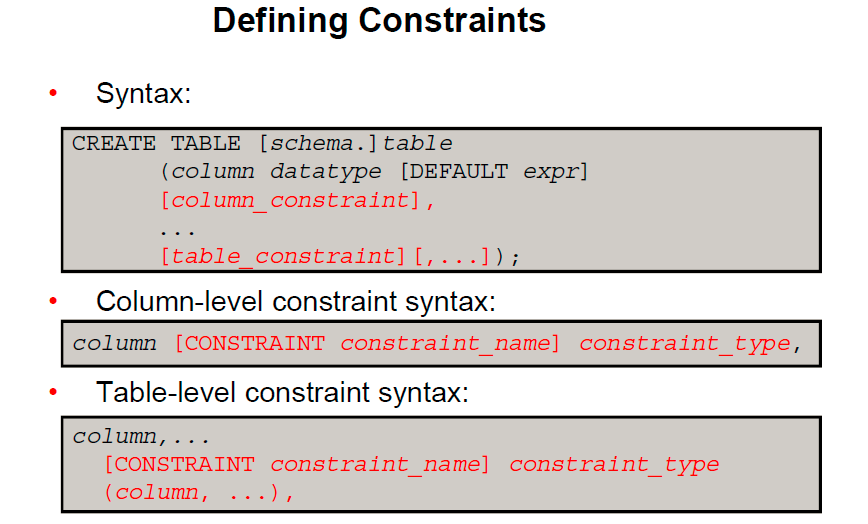 Defining Constraints
• Syntax:
CREATE TABLE [schema.]table
(column datatype [DEFAULT expr]
[column_constraint],
...
[table_constraint][,...]);
• Column-level constraint syntax:
column [CONSTRAINT constraint_name] constraint_type,
• Table-level constraint syntax:
column,...
[CONSTRAINT constraint_name] constraint_type
(column, ...),